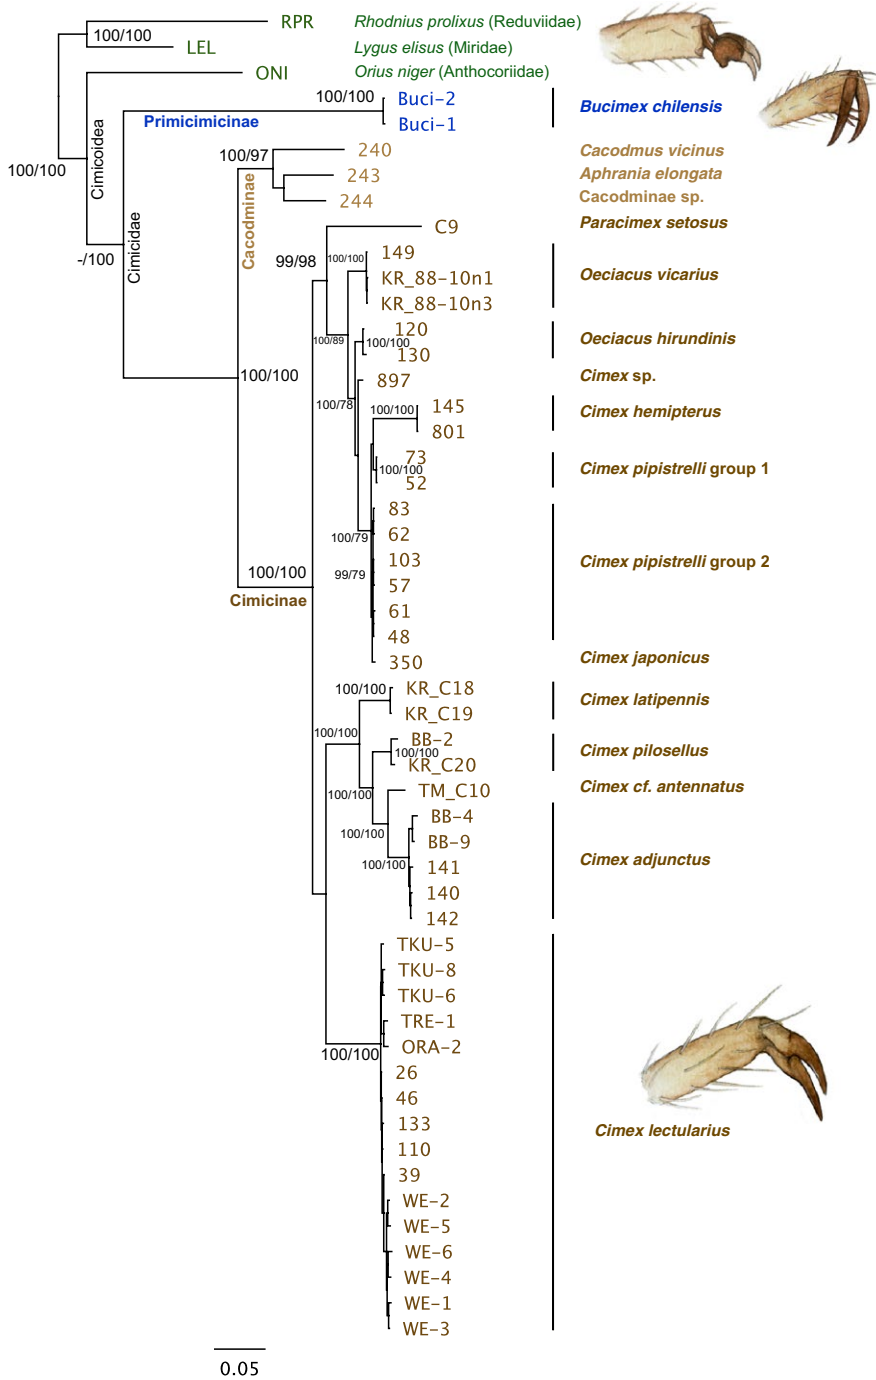 RPR Rhodnius prolixus (Reduviidae)
100/100
LEL Lygus elisus (Miridae)
ONI Orius niger (Anthocoriidae)
100/100 Buci-2
Bucimex chilensis
Primicimicinae Buci-1
100/100
Cimicoidea
100/97 240 Cacodmus vicinus
243 Aphrania elongata
244 Cacodminae sp.
Cacodminae
C9 Paracimex setosus
-/100
Cimicidae
99/98
100/100
149
KR_88-10n1 Oeciacus vicarius
KR_88-10n3
120
100/89 100/100 Oeciacus hirundinis
130
100/100
897 Cimex sp.
100/78
100/100 145
Cimex hemipterus
801
73
100/100 Cimex pipistrelli group 1
52
83
62
100/79
103 Cimex pipistrelli group 2
99/79
57
100/100
Cimicinae
61
48
350 Cimex japonicus
100/100 KR_C18
Cimex latipennis
KR_C19
100/100
BB-2
100/100 Cimex pilosellus
KR_C20
100/100
TM_C10 Cimex cf. antennatus
BB-4
100/100
BB-9
100/100
Cimex adjunctus
141
140
142
TKU-5
TKU-8
TKU-6
TRE-1
ORA-2
100/100
26
46
133
Cimex lectularius
110
39
WE-2
WE-5
WE-6
WE-4
WE-1
WE-3
0.05